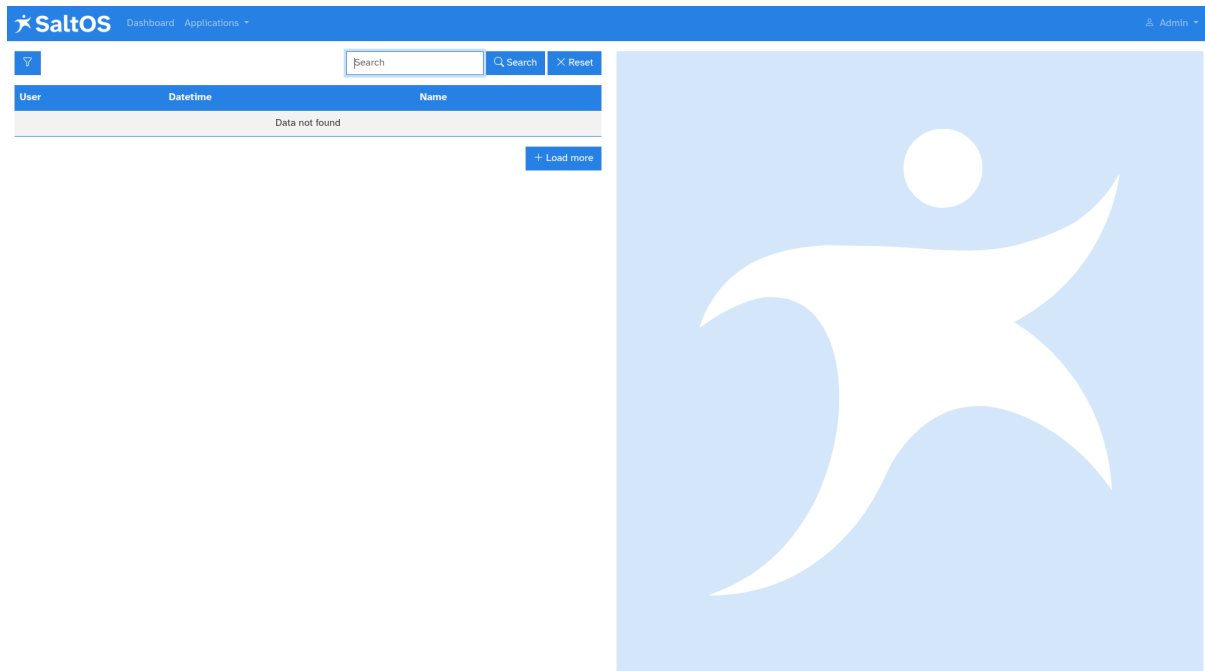 SaltOS Dashboard Applications Admin
Search Search Reset
User Datetime Name
Data not found
+ Load more